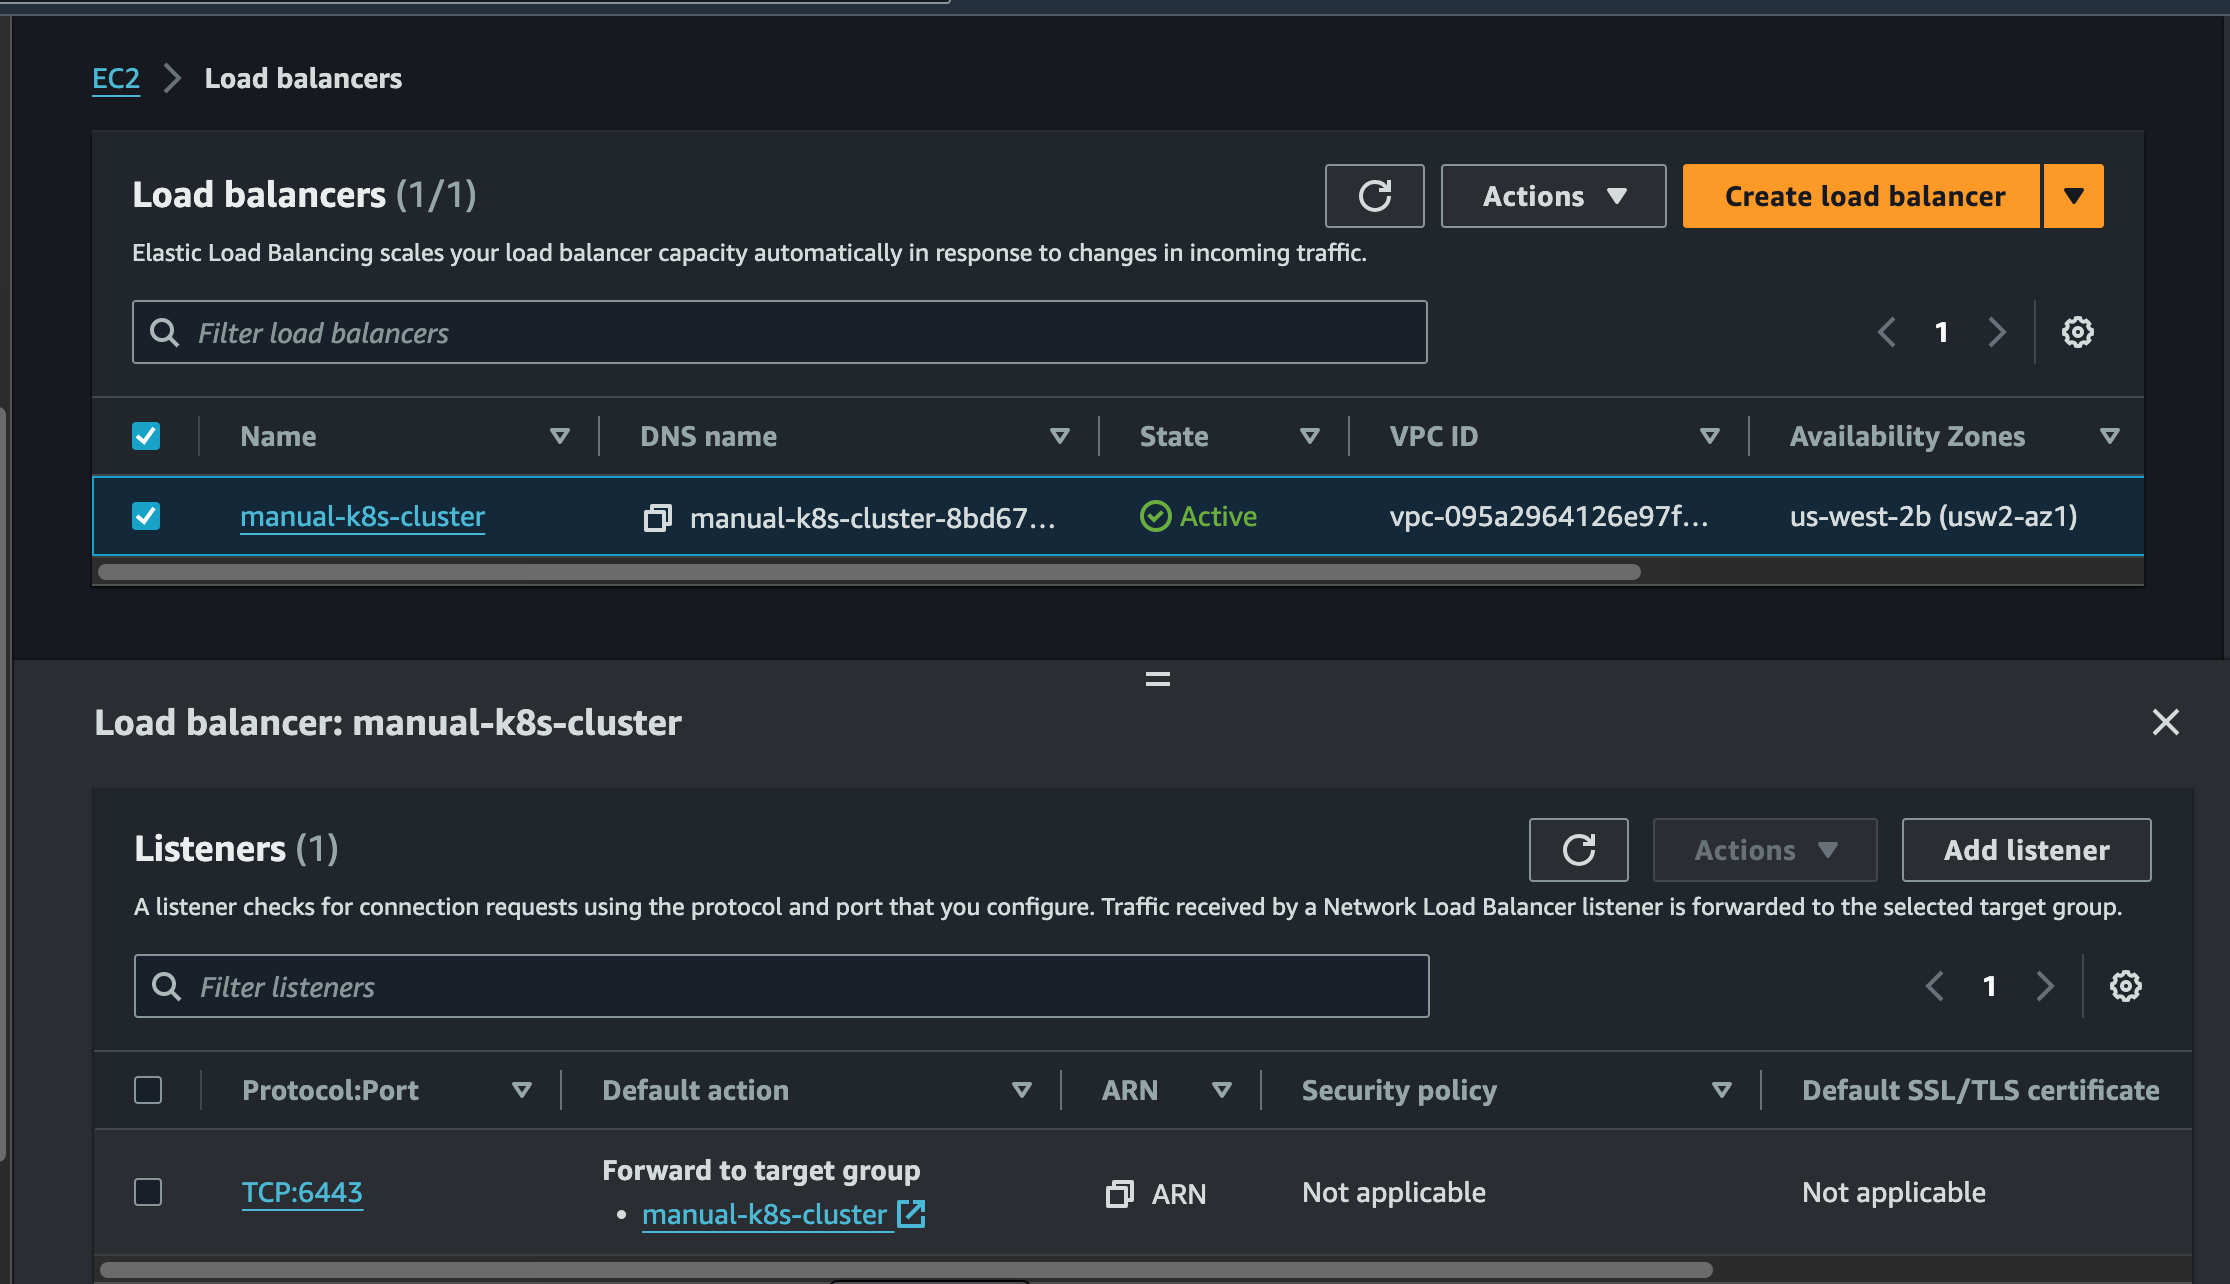 EC2 > Load balancers
Load balancers (1/1)
Actions
Create load balancer
Elastic Load Balancing scales your load balancer capacity automatically in response to changes in incoming traffic.
Filter load balancers
1
Name DNS name State VPC ID Availability Zones
manual-k8s-cluster manual-k8s-cluster-8bd67... Active vpc-095a2964126e97f... us-west-2b (usw2-az1)
Load balancer: manual-k8s-cluster
Listeners (1)
Actions
Add listener
A listener checks for connection requests using the protocol and port that you configure. Traffic received by a Network Load Balancer listener is forwarded to the selected target group.
Filter listeners
1
Protocol:Port Default action ARN Security policy Default SSL/TLS certificate
TCP:6443 Forward to target group ARN Not applicable Not applicable
• manual-k8s-cluster